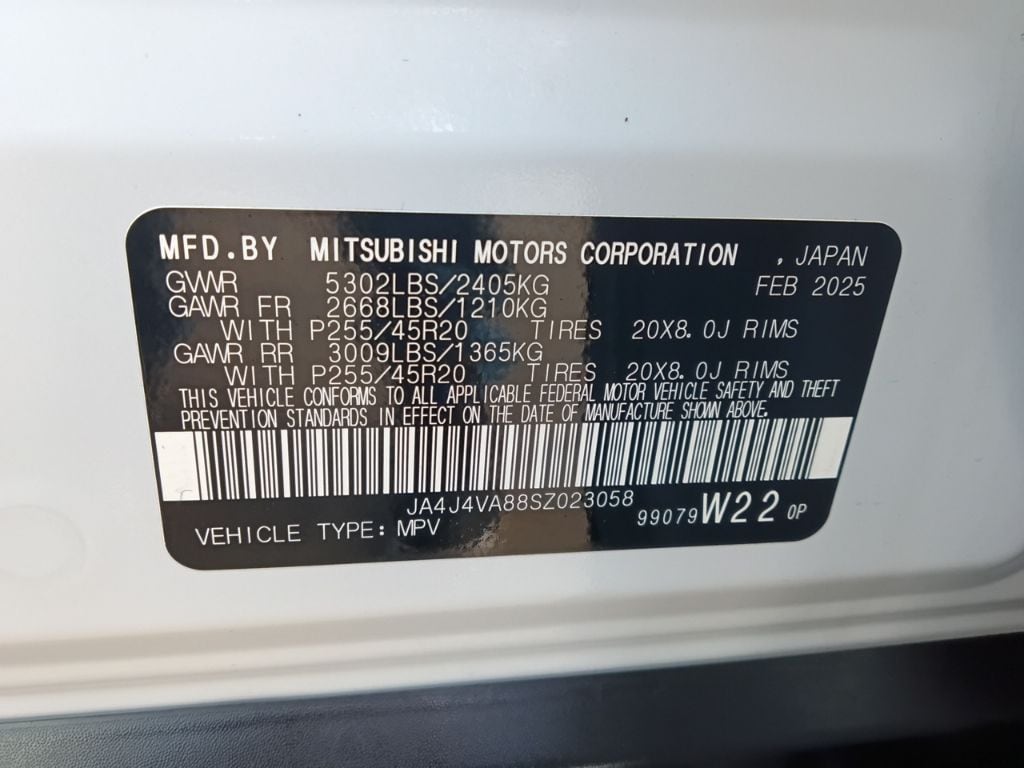 MFD.BY MITSUBISHI MOTORS CORPORATION , JAPAN
GVWR 5302LBS/2405KG FEB 2025
GAWR FR 2668LBS/1210KG
WITH P255/45R20 TIRES 20X8.0J RIMS
GAWR RR 3009LBS/1365KG
WITH P255/45R20 TIRES 20X8.0J RIMS
THIS VEHICLE CONFORMS TO ALL APPLICABLE FEDERAL MOTOR VEHICLE SAFETY AND THEFT
PREVENTION STANDARDS IN EFFECT ON THE DATE OF MANUFACTURE SHOWN ABOVE.
JA4J4VA88SZ023058
99079 W22 0P
VEHICLE TYPE: MPV